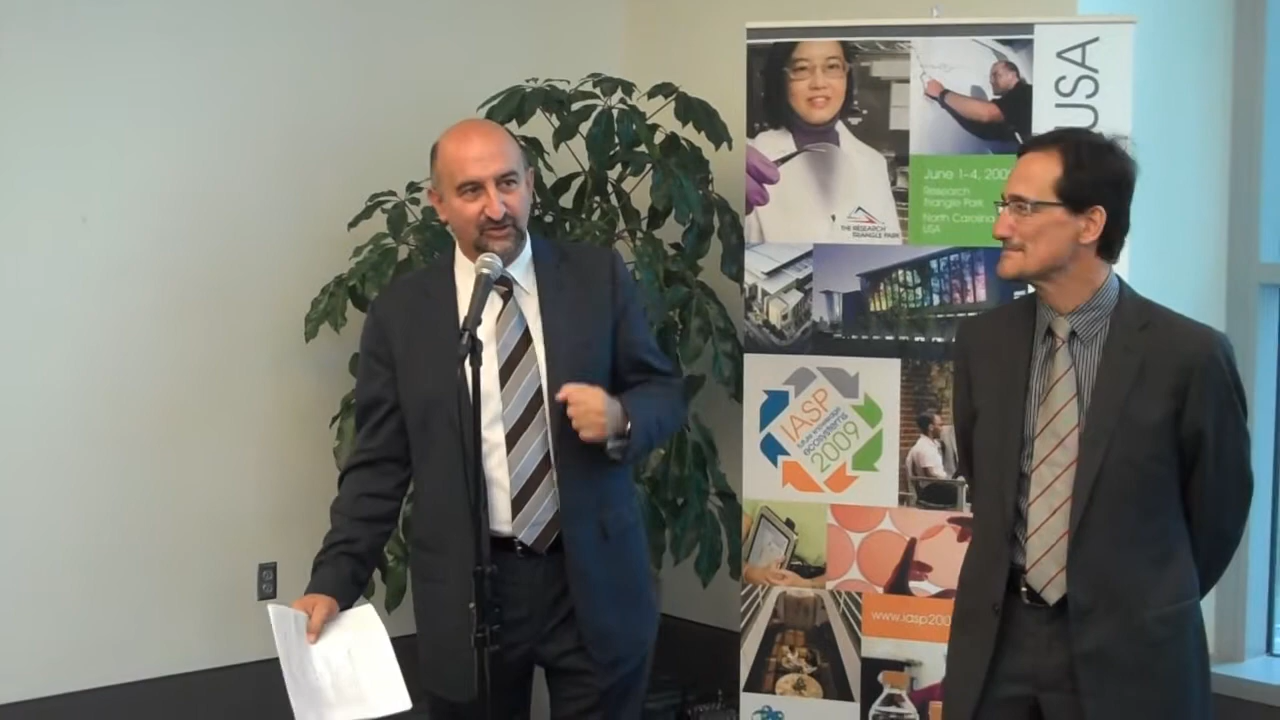 USA
June 1-4, 200
Research
Triangle Park
North Carolina
USA
THE RESEARCH
TRIANGLE PARK
IASP
future knowledge
ecosystems
2009
www.iasp200